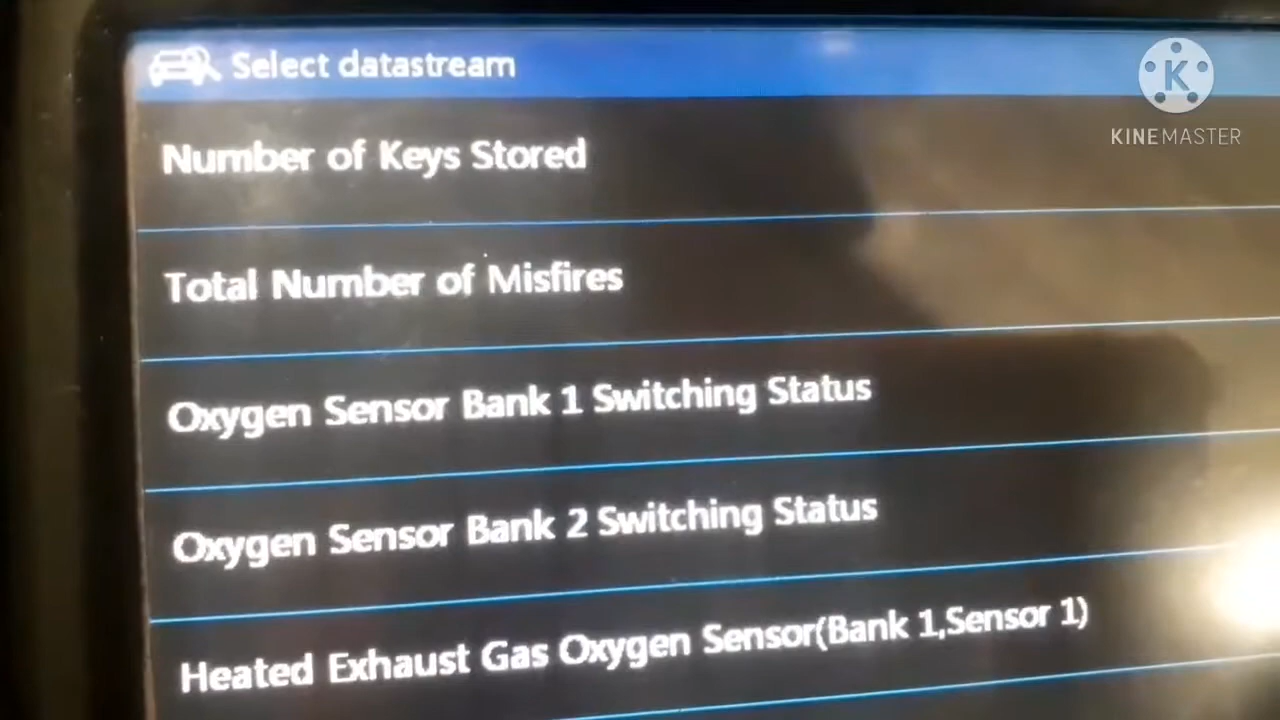 Select datastream
K
KINEMASTER
Number of Keys Stored
Total Number of Misfires
Oxygen Sensor Bank 1 Switching Status
Oxygen Sensor Bank 2 Switching Status
Heated Exhaust Gas Oxygen Sensor(Bank 1,Sensor 1)